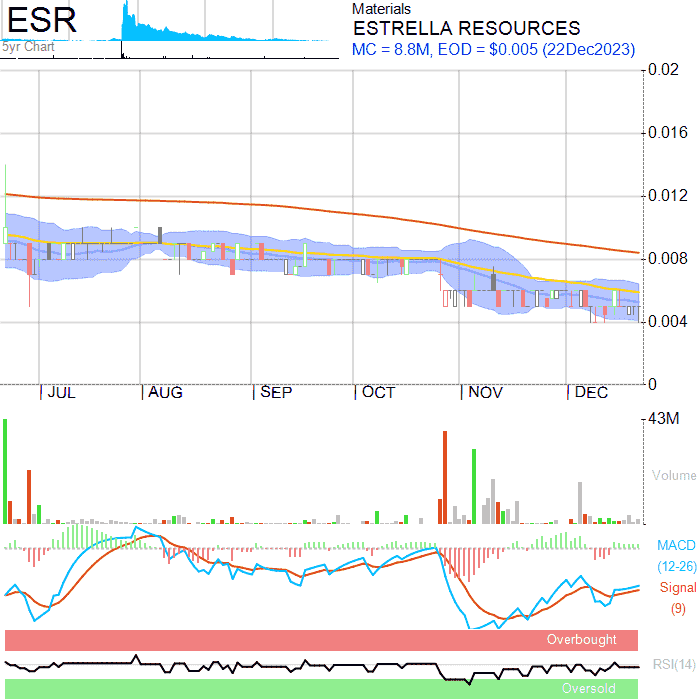 ESR
5yr Chart
Materials
ESTRELLA RESOURCES
MC = 8.8M, EOD = $0.005 (22Dec2023)
0.02
0.016
0.012
0.008
0.004
0
JUL AUG SEP OCT NOV DEC
43M
Volume
MACD
(12-26)
Signal
(9)
Overbought
RSI(14)
Oversold